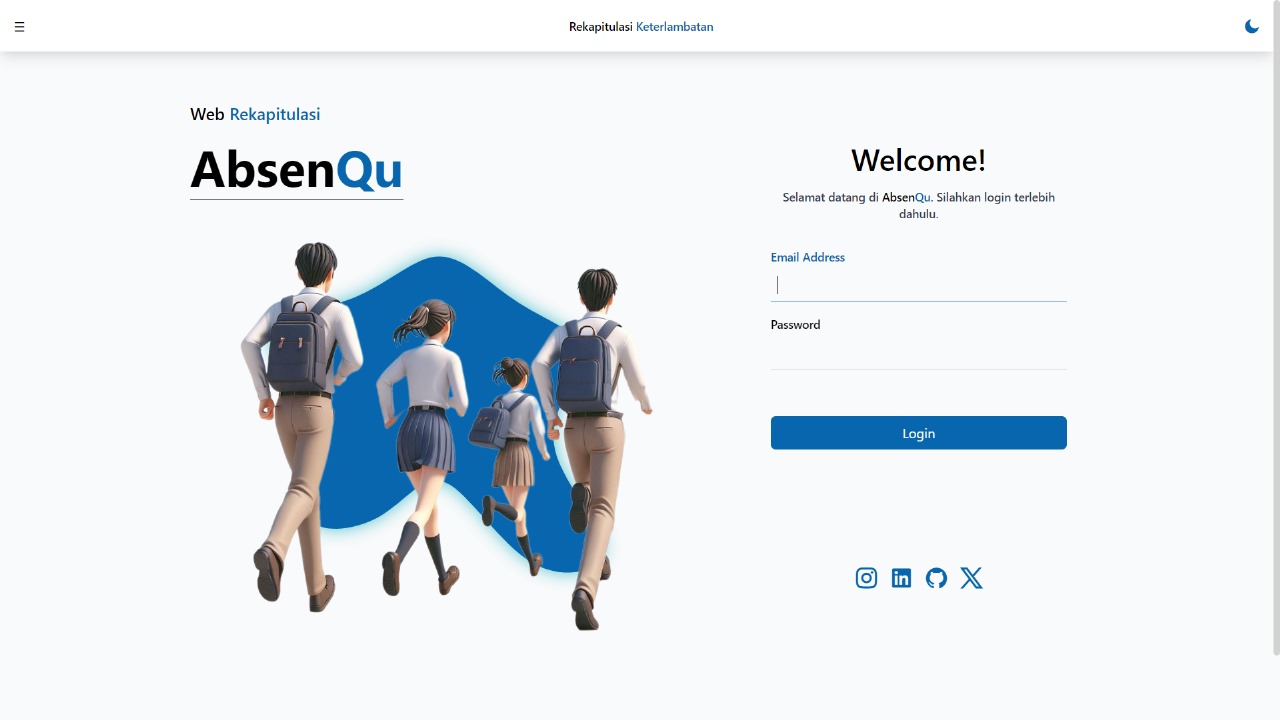 Rekapitulasi Keterlambatan
Web Rekapitulasi
AbsenQu
Welcome!
Selamat datang di AbsenQu. Silahkan login terlebih
dahulu.
Email Address
Password
Login